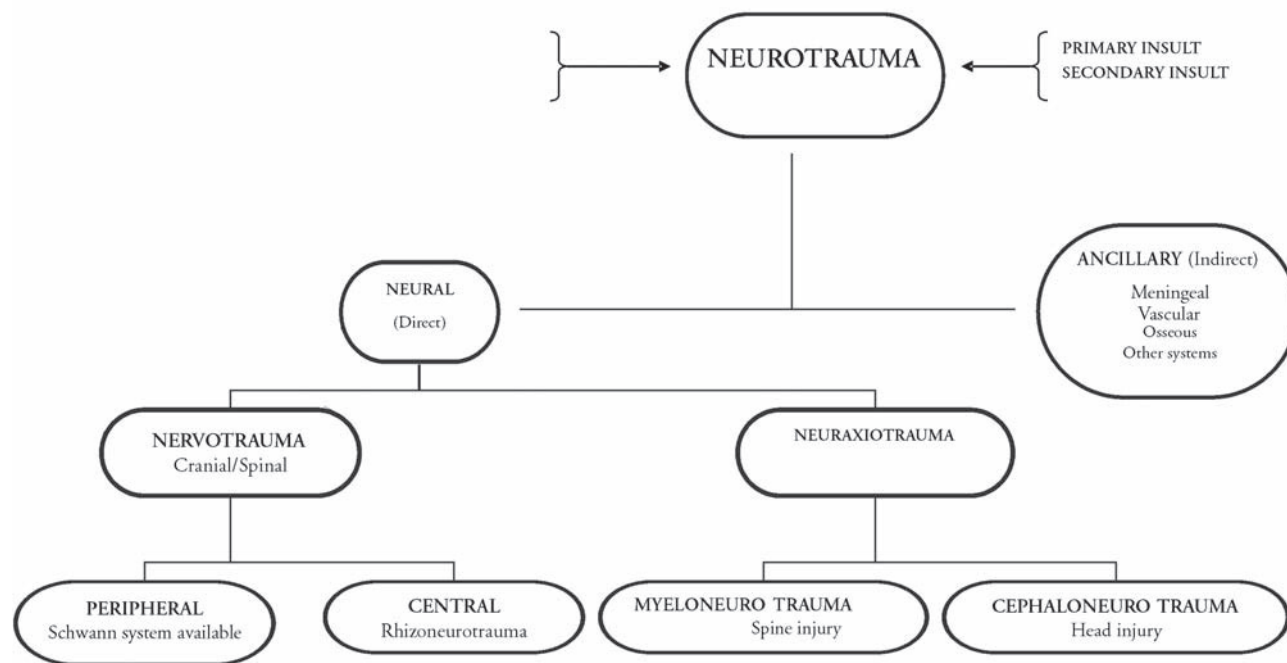 NEUROTRAUMA
PRIMARY INSULT
SECONDARY INSULT
NEURAL
(Direct)
ANCILLARY (Indirect)
Meningeal
Vascular
Osseous
Other systems
NERVOTRAUMA
Cranial/Spinal
NEURAXIOTRAUMA
PERIPHERAL
Schwann system available
CENTRAL
Rhizoneurotrauma
MYELONEURO TRAUMA
Spine injury
CEPHALONEURO TRAUMA
Head injury